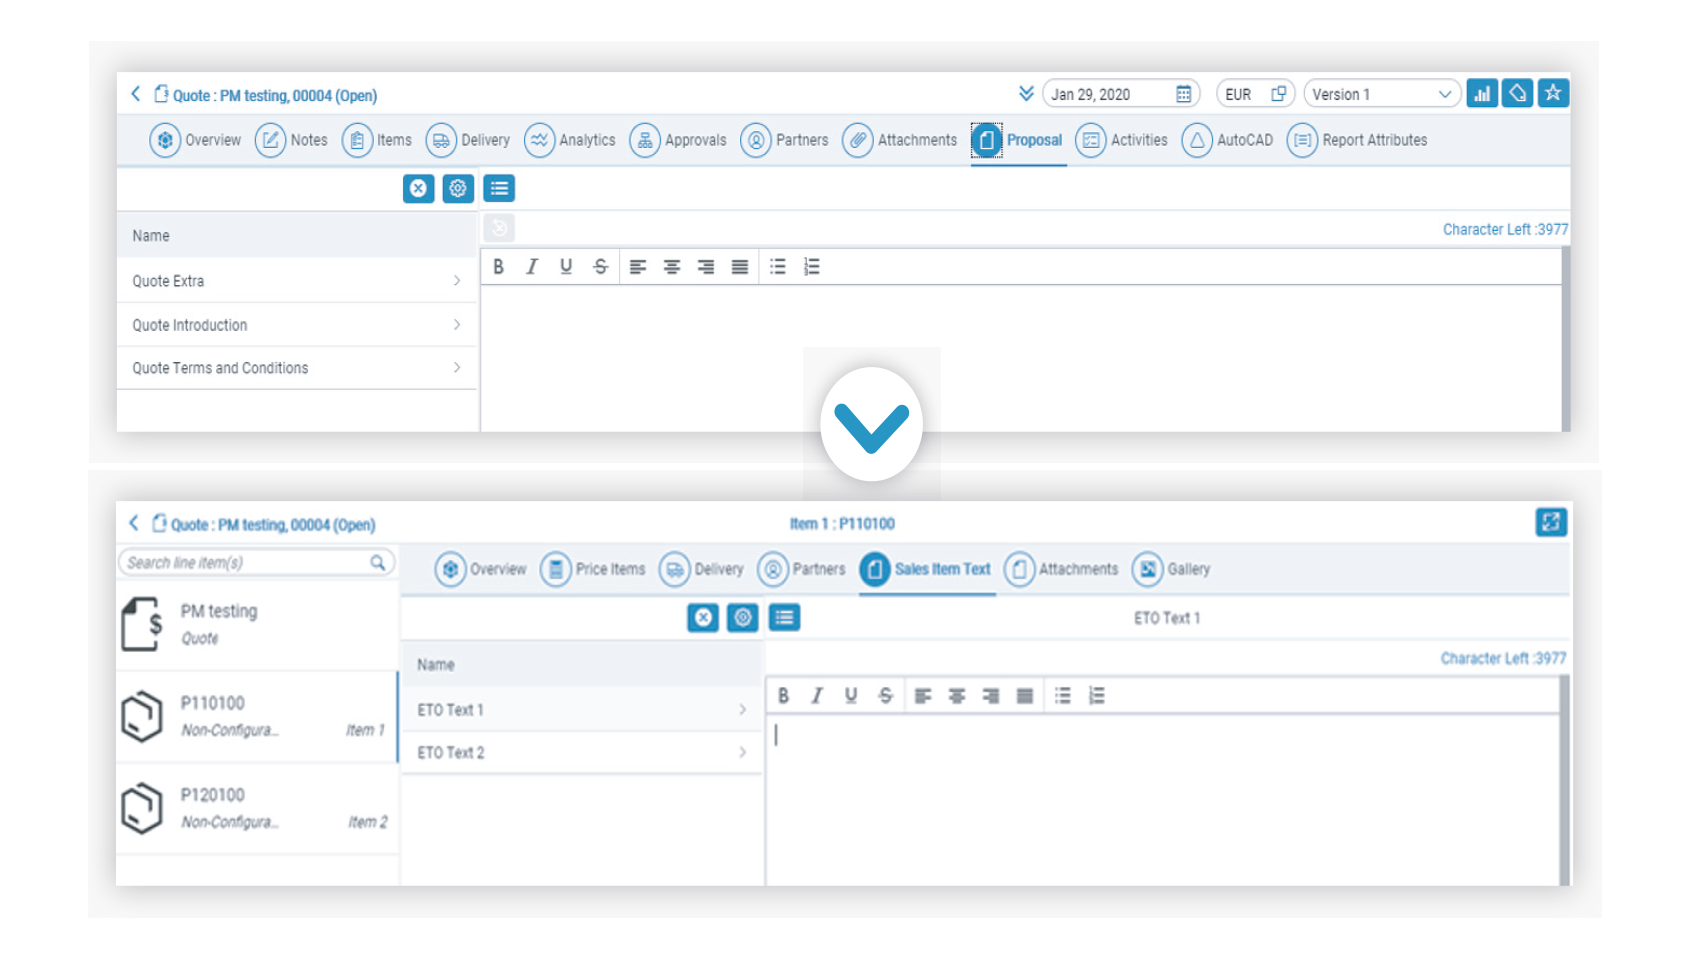 Quote : PM testing, 00004 (Open)
Jan 29, 2020 EUR Version 1
Overview Notes Items Delivery Analytics Approvals Partners Attachments Proposal Activities AutoCAD Report Attributes
Name
Character Left :3977
B I U S
Quote Extra
Quote Introduction
Quote Terms and Conditions
Quote : PM testing, 00004 (Open)
Item 1 : P110100
Search line item(s)
Overview Price Items Delivery Partners Sales Item Text Attachments Gallery
PM testing
Quote
P110100
Non-Configura... Item 1
P120100
Non-Configura... Item 2
ETO Text 1
Name
Character Left :3977
B I U S
ETO Text 1
ETO Text 2